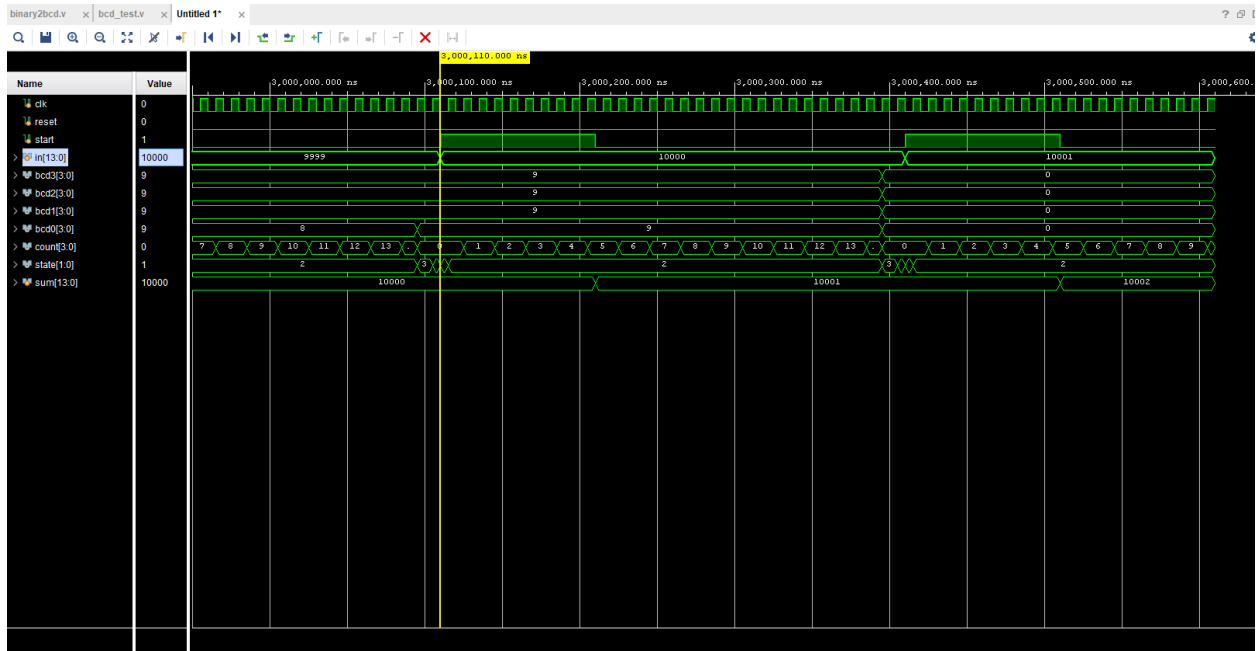 binary2bcd.v × bcd_test.v × Untitled 1* ×
3,000,110.000 ns
Name Value 3,000,000.000 ns 3,000,100.000 ns 3,000,200.000 ns 3,000,300.000 ns 3,000,400.000 ns 3,000,500.000 ns 3,000,600.
clk 0
reset 0
start 1
in[13:0] 10000 9999 10000 10001
bcd3[3:0] 9 9 0
bcd2[3:0] 9 9 0
bcd1[3:0] 9 9 0
bcd0[3:0] 9 8 9 0
count[3:0] 0 7 8 9 10 11 12 13 . 0 1 2 3 4 5 6 7 8 9 10 11 12 13 . 0 1 2 3 4 5 6 7 8 9
state[1:0] 1 2 3 2 3 2
sum[13:0] 10000 10000 10001 10002